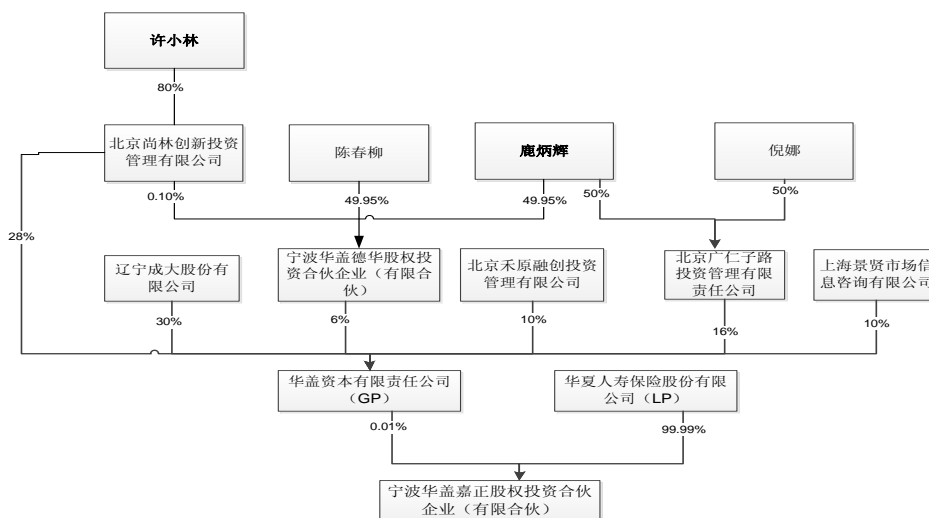 许小林
80%
北京尚林创新投资
管理有限公司
陈春柳
鹿炳辉
倪娜
0.10%
49.95%
49.95%
50%
50%
28%
辽宁成大股份有
限公司
宁波华盖德华股权投
资合伙企业（有限合
伙）
北京禾原融创投资
管理有限公司
北京广仁子路
投资管理有限
责任公司
上海景贤市场信
息咨询有限公司
30%
6%
10%
16%
10%
华盖资本有限责任公司
（GP）
华夏人寿保险股份有限
公司（LP）
0.01%
99.99%
宁波华盖嘉正股权投资合伙
企业（有限合伙）